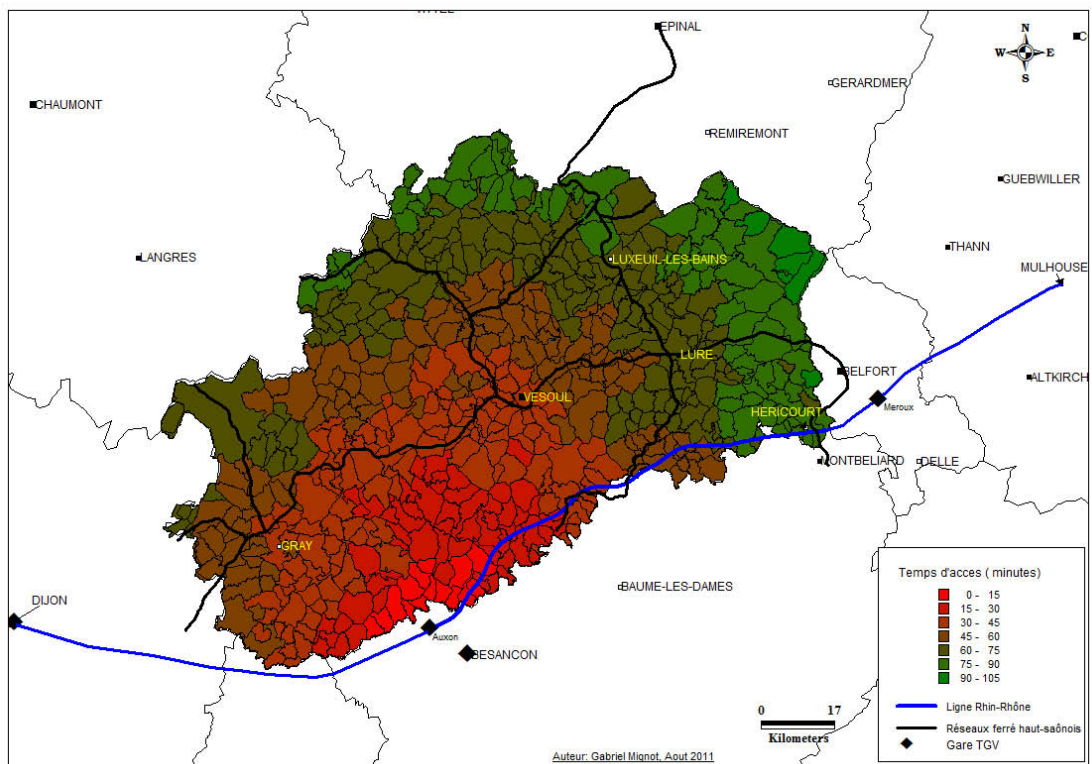 EPINAL
N
W E
S
C
GERARDMER
CHAUMONT
REMIREMONT
GUEBWILLER
LANGRES
LUXEUIL-LES-BAINS
THANN
MULHOUSE
LURE
BELFORT
ALTKIRCH
VESOUL
HERICOURT
Meroux
MONTBELIARD
DELLE
GRAY
BAUME-LES-DAMES
DIJON
Auxon
BESANCON
Temps d'acces ( minutes)
0 - 15
15 - 30
30 - 45
45 - 60
60 - 75
75 - 90
90 - 105
Ligne Rhin-Rhône
Réseaux ferré haut-saônois
Gare TGV
0 17
Kilometers
Auteur: Gabriel Mignot, Aout 2011